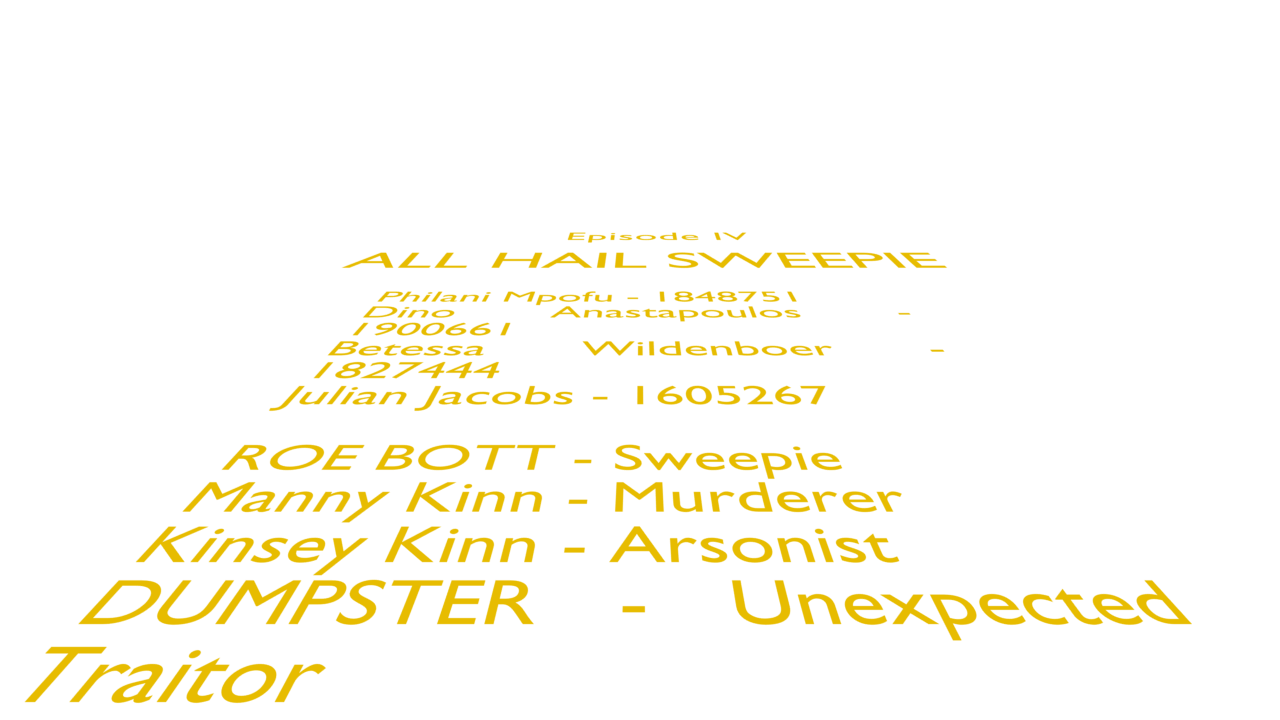 Episode IV
ALL HAIL SWEEPIE
Philani Mpofu - 1848751
Dino Anastapoulos -
1900661
Betessa Wildenboer -
1827444
Julian Jacobs - 1605267
ROE BOTT - Sweepie
Manny Kinn - Murderer
Kinsey Kinn - Arsonist
DUMPSTER - Unexpected
Traitor